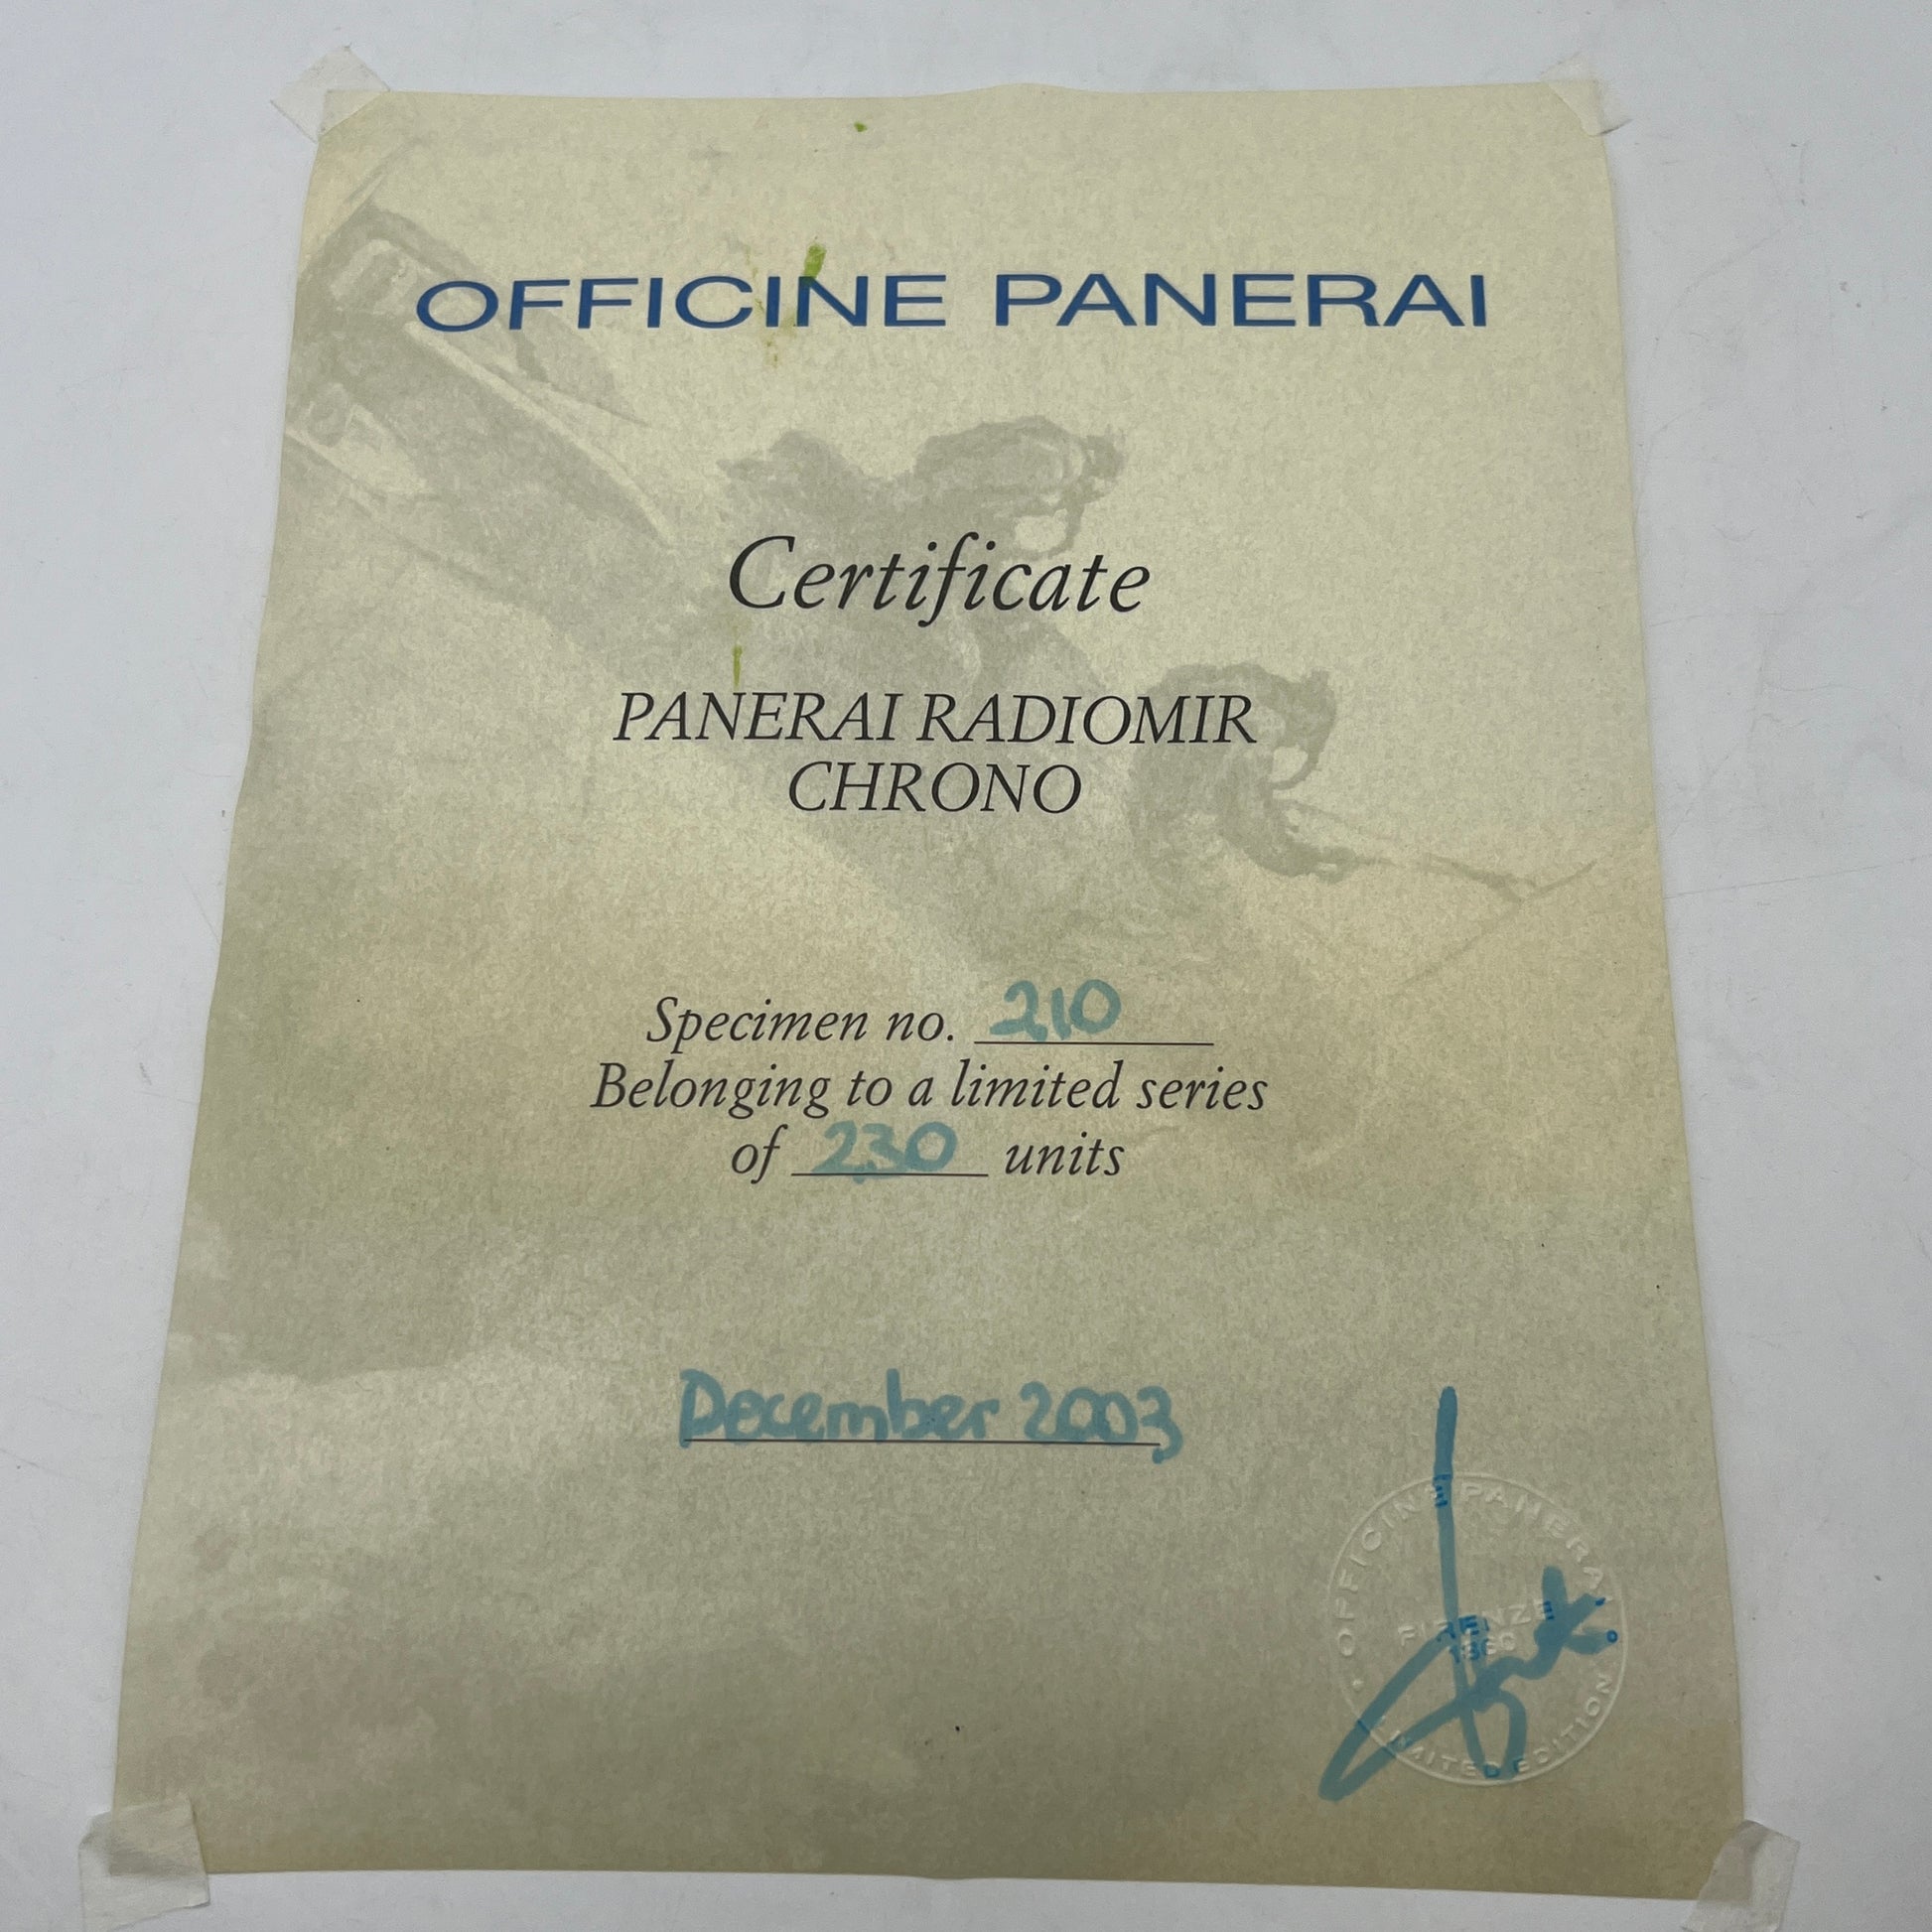 OFFICINE PANERAI
Certificate
PANERAI RADIOMIR
CHRONO
Specimen no. 210
Belonging to a limited series
of 230 units
December 2003
OFFICINE PANERAI
FIRENZE
1860
LIMITED EDITION